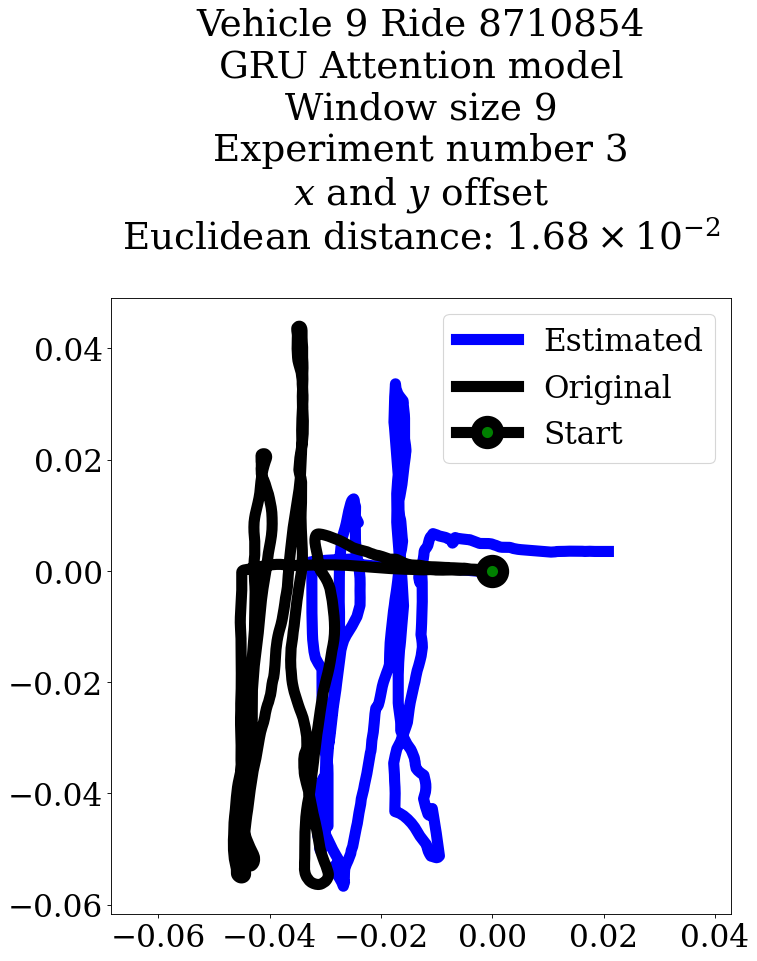 Vehicle 9 Ride 8710854
GRU Attention model
Window size 9
Experiment number 3
x and y offset
Euclidean distance: 1.68 × 10⁻²
Estimated
Original
Start
0.04
0.02
0.00
−0.02
−0.04
−0.06
−0.06 −0.04 −0.02 0.00 0.02 0.04